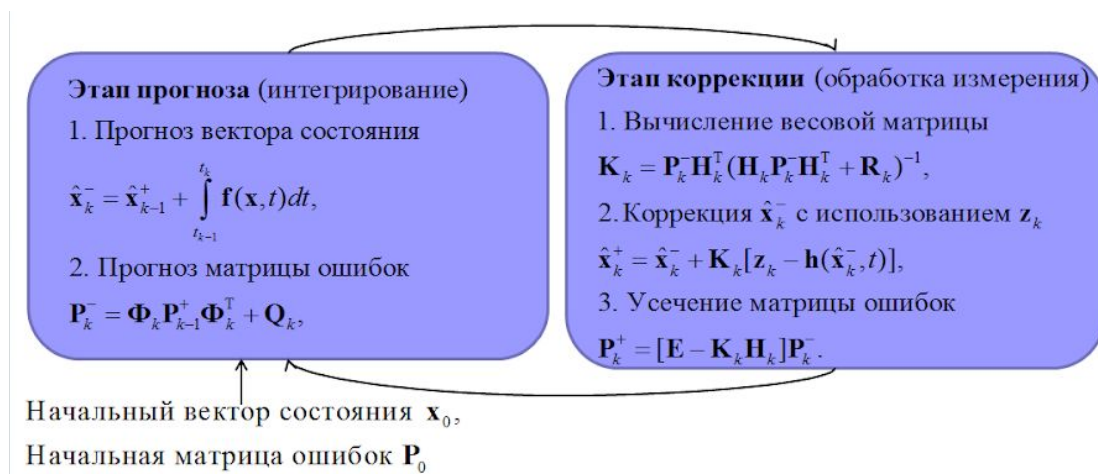 Этап прогноза (интегрирование)
1. Прогноз вектора состояния
x̂ₖ⁻ = x̂ₖ₋₁⁺ + ∫_{tₖ₋₁}^{tₖ} f(x,t)dt,
2. Прогноз матрицы ошибок
Pₖ⁻ = ΦₖPₖ₋₁⁺Φₖᵀ + Qₖ,
Этап коррекции (обработка измерения)
1. Вычисление весовой матрицы
Kₖ = Pₖ⁻Hₖᵀ(HₖPₖ⁻Hₖᵀ + Rₖ)⁻¹,
2. Коррекция x̂ₖ⁻ с использованием zₖ
x̂ₖ⁺ = x̂ₖ⁻ + Kₖ[zₖ − h(x̂ₖ⁻,t)],
3. Усечение матрицы ошибок
Pₖ⁺ = [E − KₖHₖ]Pₖ⁻.
Начальный вектор состояния x₀,
Начальная матрица ошибок P₀